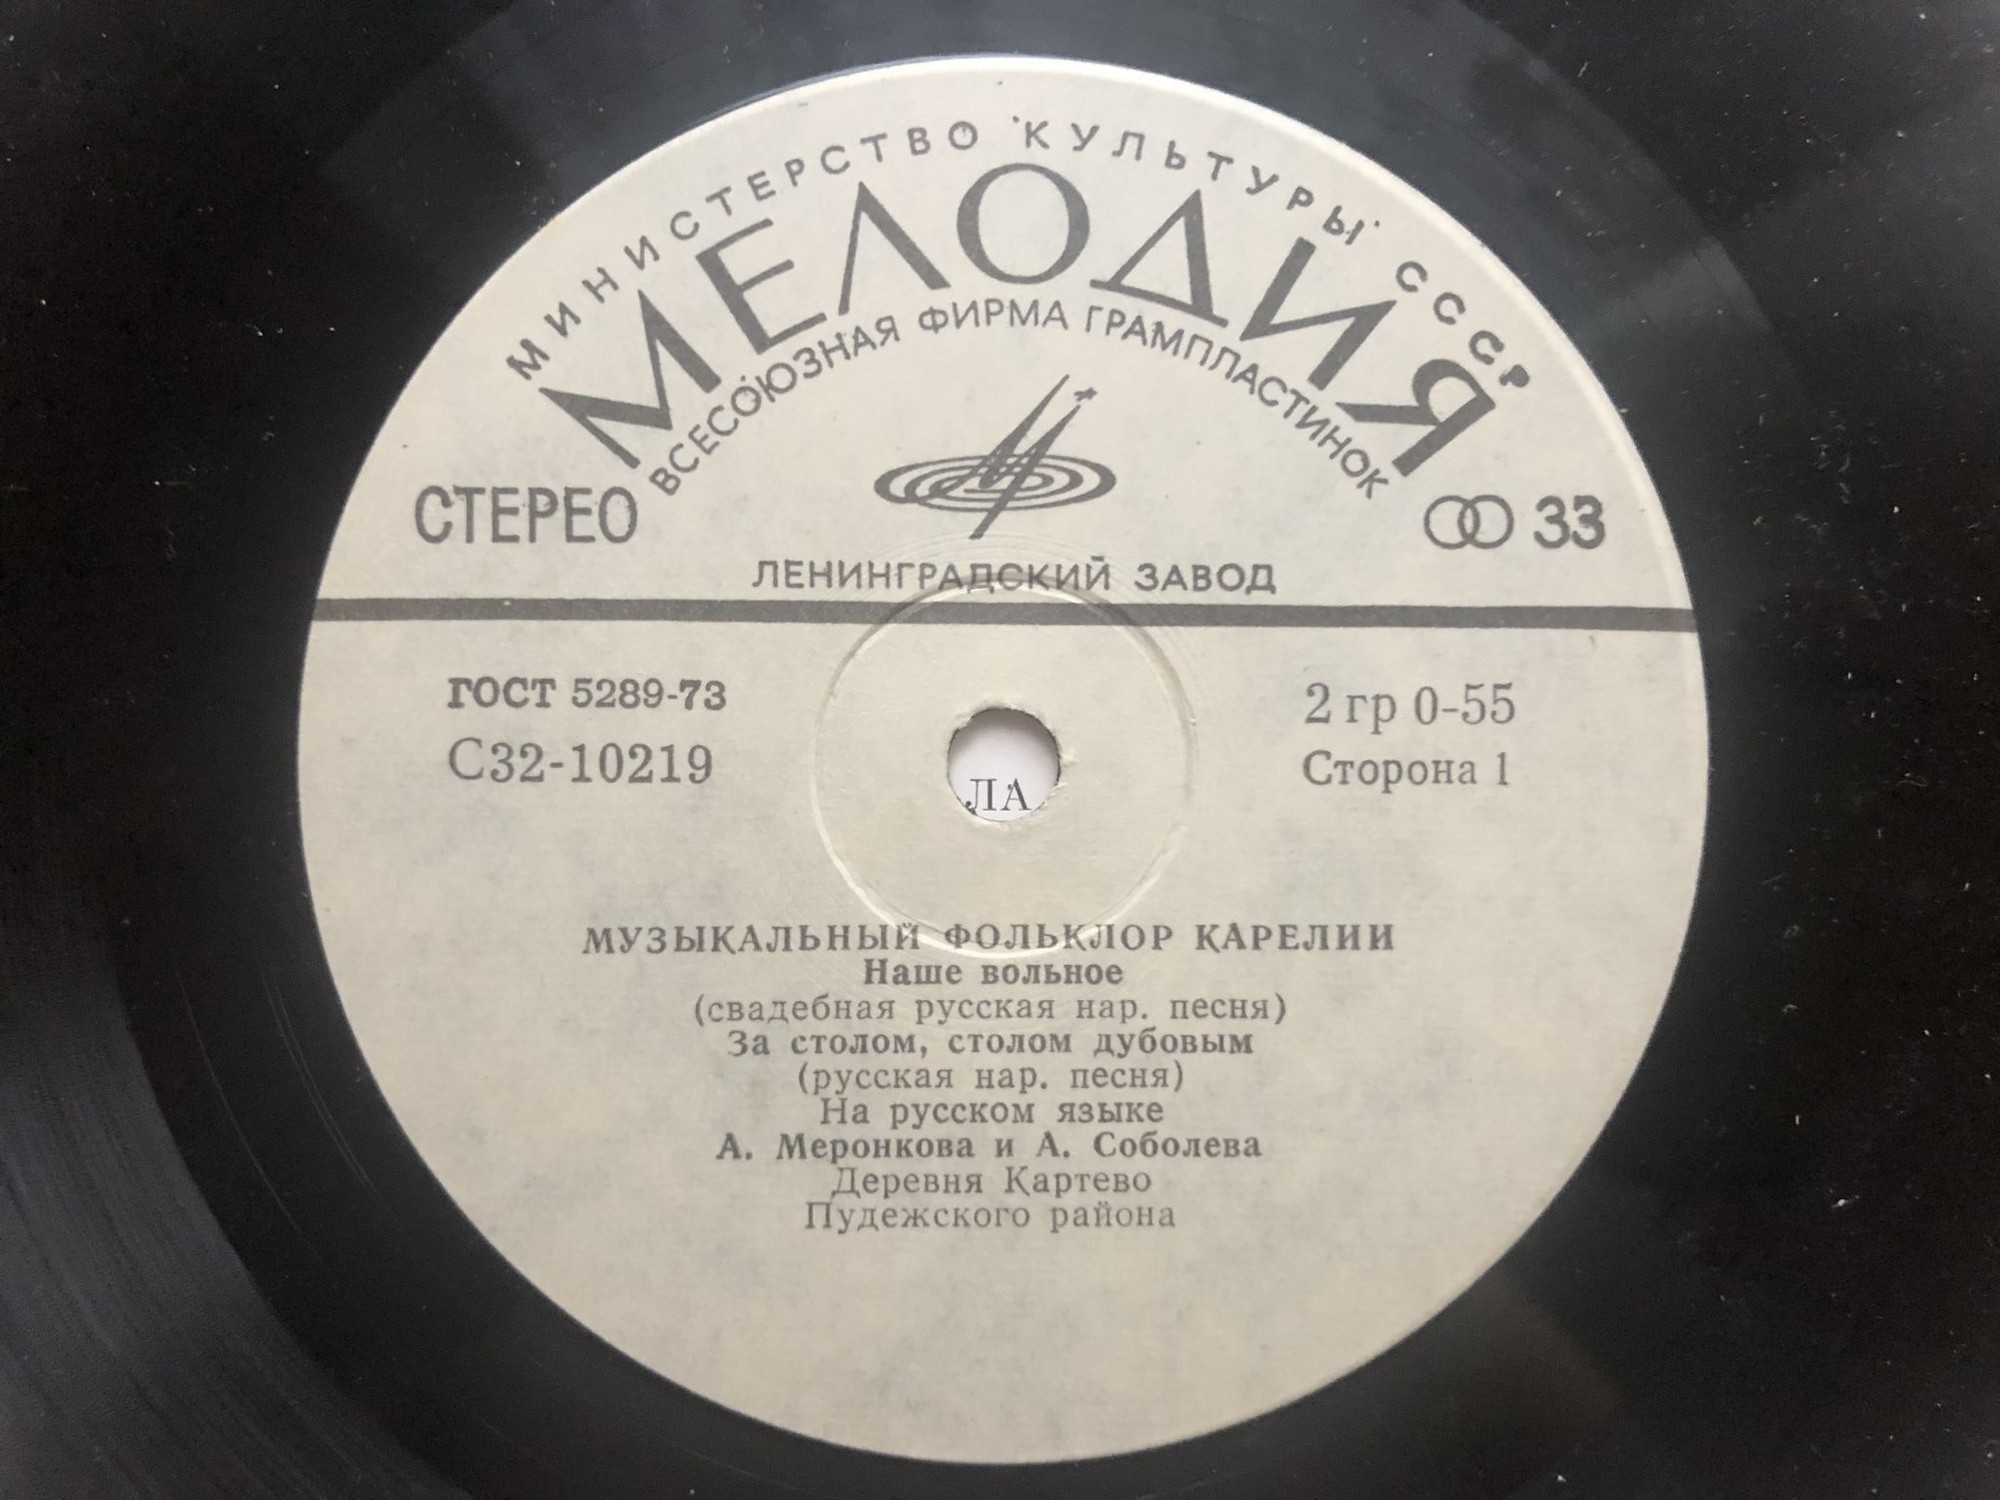 МИНИСТЕРСТВО КУЛЬТУРЫ СССР
МЕЛОДИЯ
ВСЕСОЮЗНАЯ ФИРМА ГРАМПЛАСТИНОК
СТЕРЕО
33
ЛЕНИНГРАДСКИЙ ЗАВОД
ГОСТ 5289-73
2 гр 0-55
С32-10219
Сторона 1
ЛА
МУЗЫКАЛЬНЫЙ ФОЛЬКЛОР КАРЕЛИИ
Наше вольное
(свадебная русская нар. песня)
За столом, столом дубовым
(русская нар. песня)
На русском языке
А. Меронкова и А. Соболева
Деревня Картево
Пудежского района